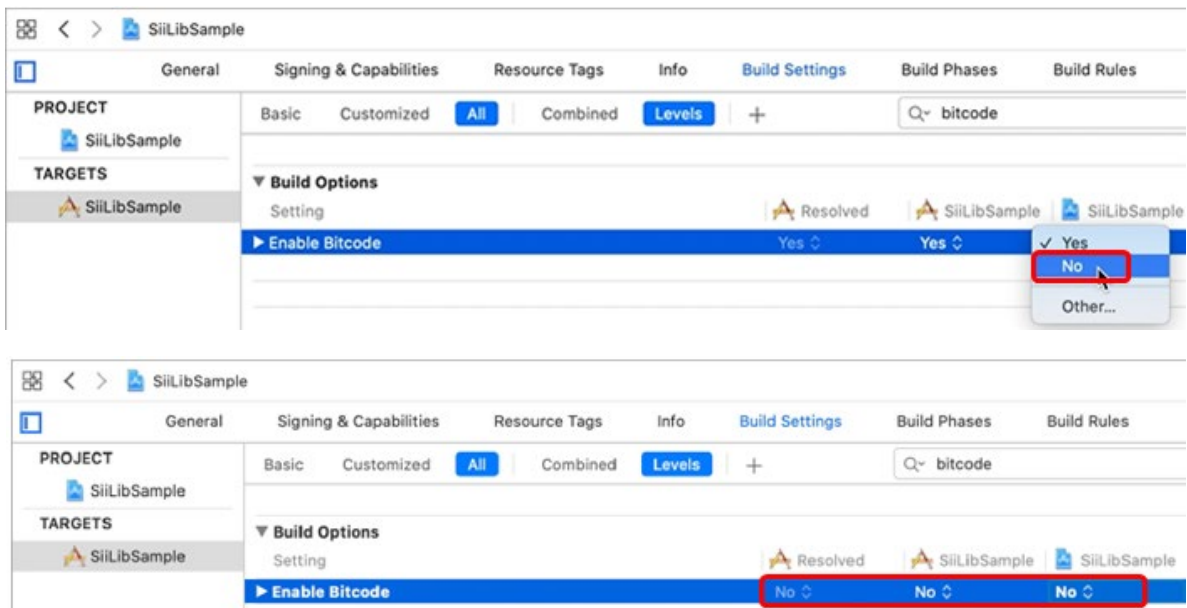 SiiLibSample
General Signing & Capabilities Resource Tags Info Build Settings Build Phases Build Rules
PROJECT Basic Customized All Combined Levels + bitcode
SiiLibSample
TARGETS
Build Options
SiiLibSample Setting Resolved SiiLibSample SiiLibSample
Enable Bitcode Yes Yes ✓ Yes
No
Other...
SiiLibSample
General Signing & Capabilities Resource Tags Info Build Settings Build Phases Build Rules
PROJECT Basic Customized All Combined Levels + bitcode
SiiLibSample
TARGETS
Build Options
SiiLibSample Setting Resolved SiiLibSample SiiLibSample
Enable Bitcode No No No